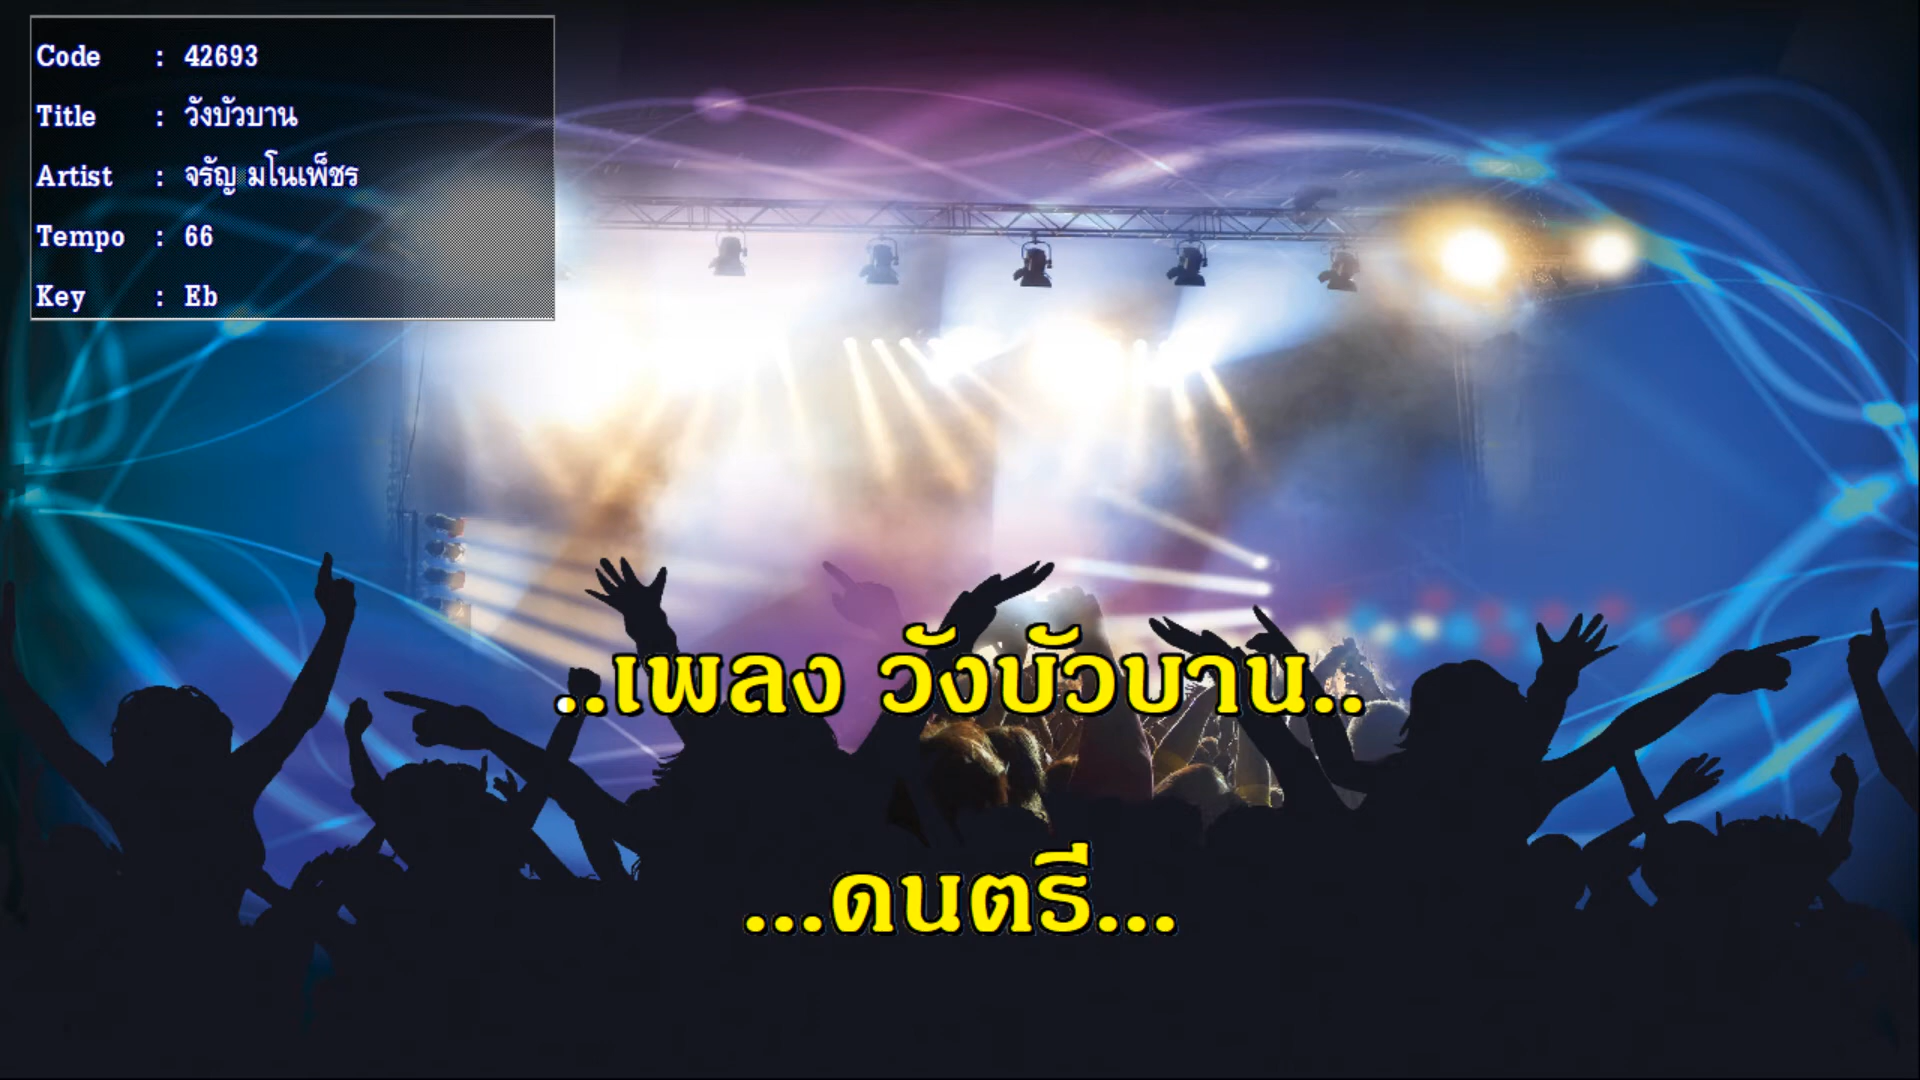 Code : 42693
Title : วังบัวบาน
Artist : จรัญ มโนเพ็ชร
Tempo : 66
Key : Eb
..เพลง วังบัวบาน..
...ดนตรี...